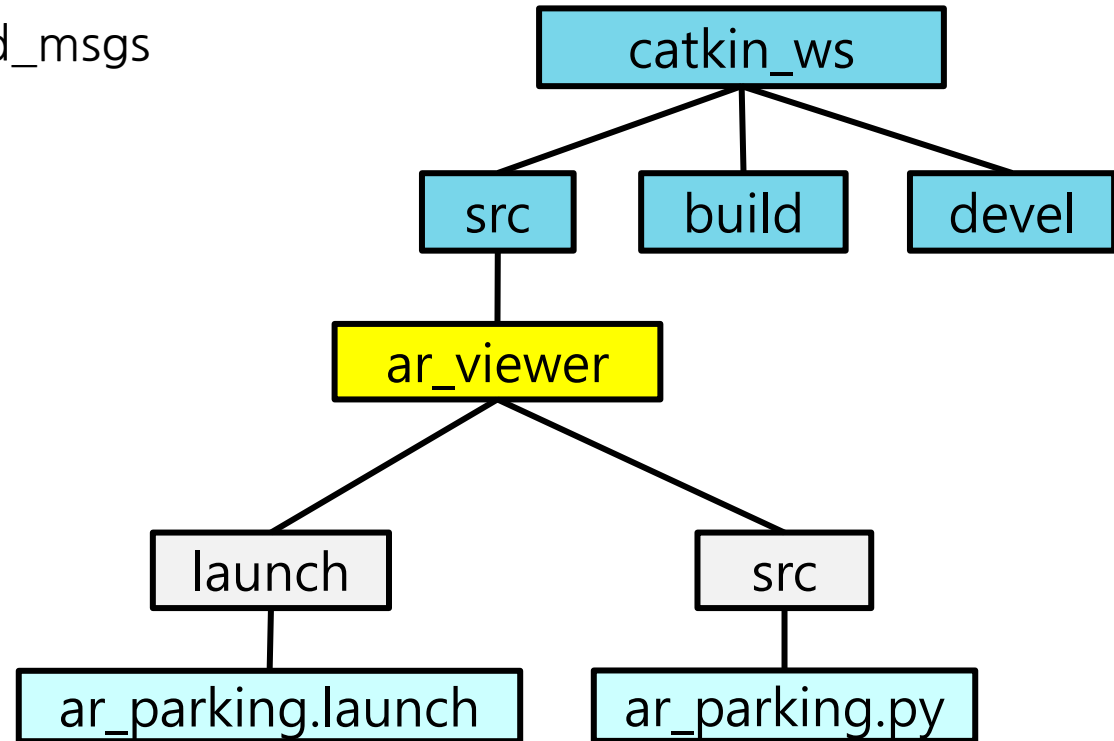 d_msgs
catkin_ws
src
build
devel
ar_viewer
launch
src
ar_parking.launch
ar_parking.py